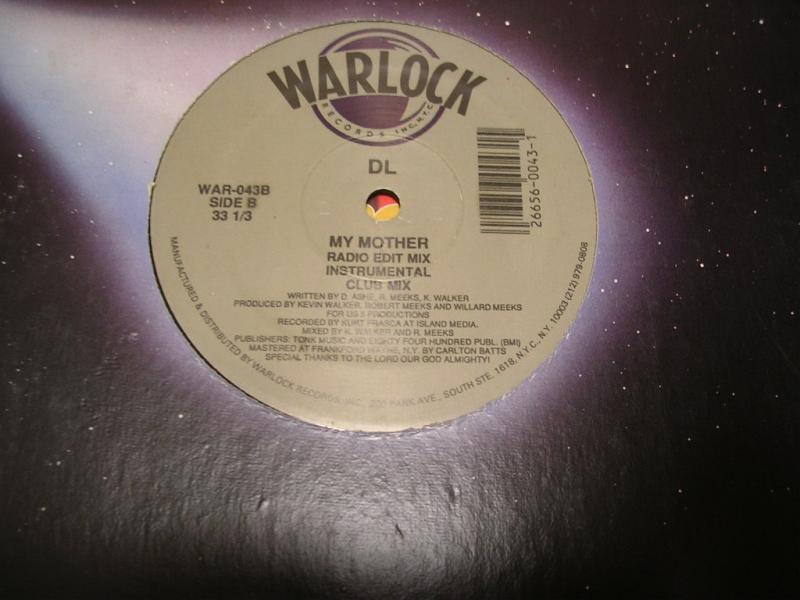 WARLOCK
RECORDS, INC. N.Y.C.
DL
WAR-043B
SIDE B
33 1/3
26656-0043-1
MY MOTHER
RADIO EDIT MIX
INSTRUMENTAL
CLUB MIX
WRITTEN BY D. ASHE, R. MEEKS, K. WALKER
PRODUCED BY KEVIN WALKER, ROBERT MEEKS AND WILLARD MEEKS
FOR US 5 PRODUCTIONS
RECORDED BY KURT FRASCA AT ISLAND MEDIA.
MIXED BY K. WALKER AND R. MEEKS
PUBLISHERS: TONK MUSIC AND EIGHTY FOUR HUNDRED PUBL. (BMI)
MASTERED AT FRANKFORD WAYNE, N.Y. BY CARLTON BATTS
SPECIAL THANKS TO THE LORD OUR GOD ALMIGHTY!
MANUFACTURED & DISTRIBUTED BY WARLOCK RECORDS, INC., 200 PARK AVE., SOUTH STE. 1618, N.Y.C., N.Y. 10003 (212) 979-0808